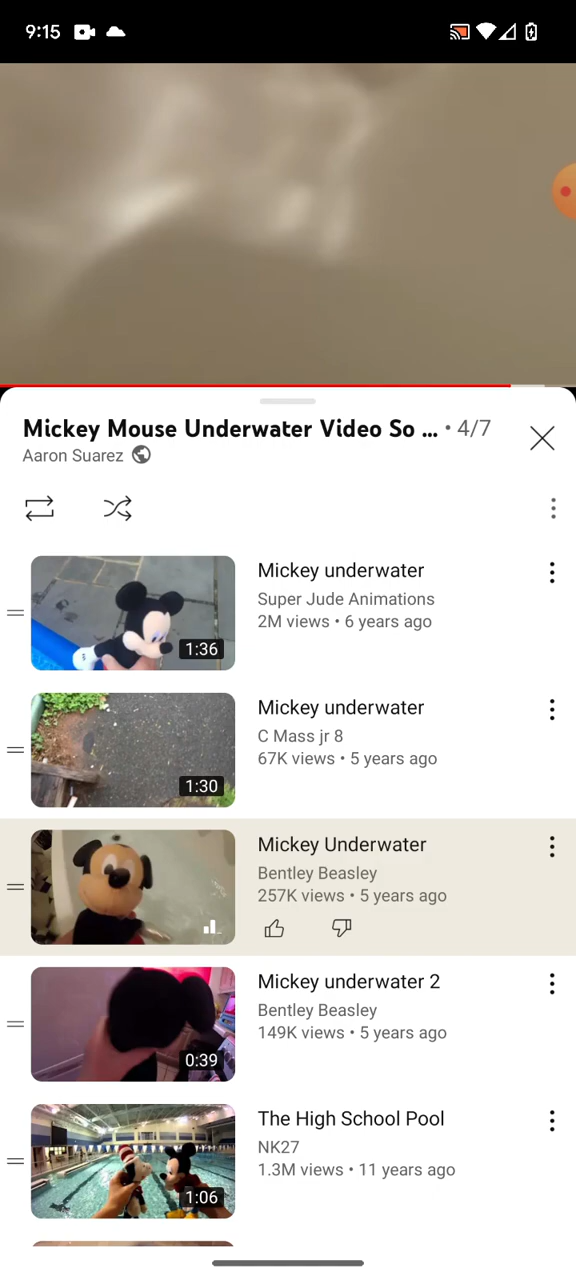 9:15
Mickey Mouse Underwater Video So ... • 4/7
Aaron Suarez
Mickey underwater
Super Jude Animations
2M views • 6 years ago
1:36
Mickey underwater
C Mass jr 8
67K views • 5 years ago
1:30
Mickey Underwater
Bentley Beasley
257K views • 5 years ago
Mickey underwater 2
Bentley Beasley
149K views • 5 years ago
0:39
The High School Pool
NK27
1.3M views • 11 years ago
1:06